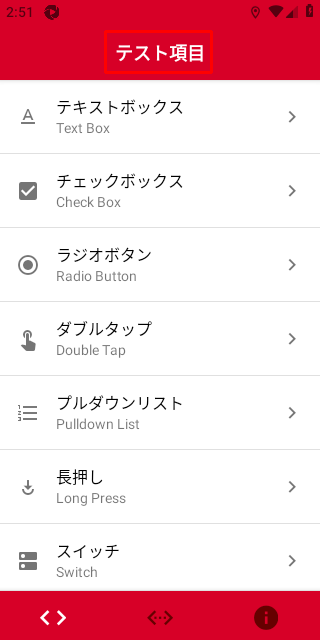 2:51
テスト項目
テキストボックス
Text Box
チェックボックス
Check Box
ラジオボタン
Radio Button
ダブルタップ
Double Tap
プルダウンリスト
Pulldown List
長押し
Long Press
スイッチ
Switch